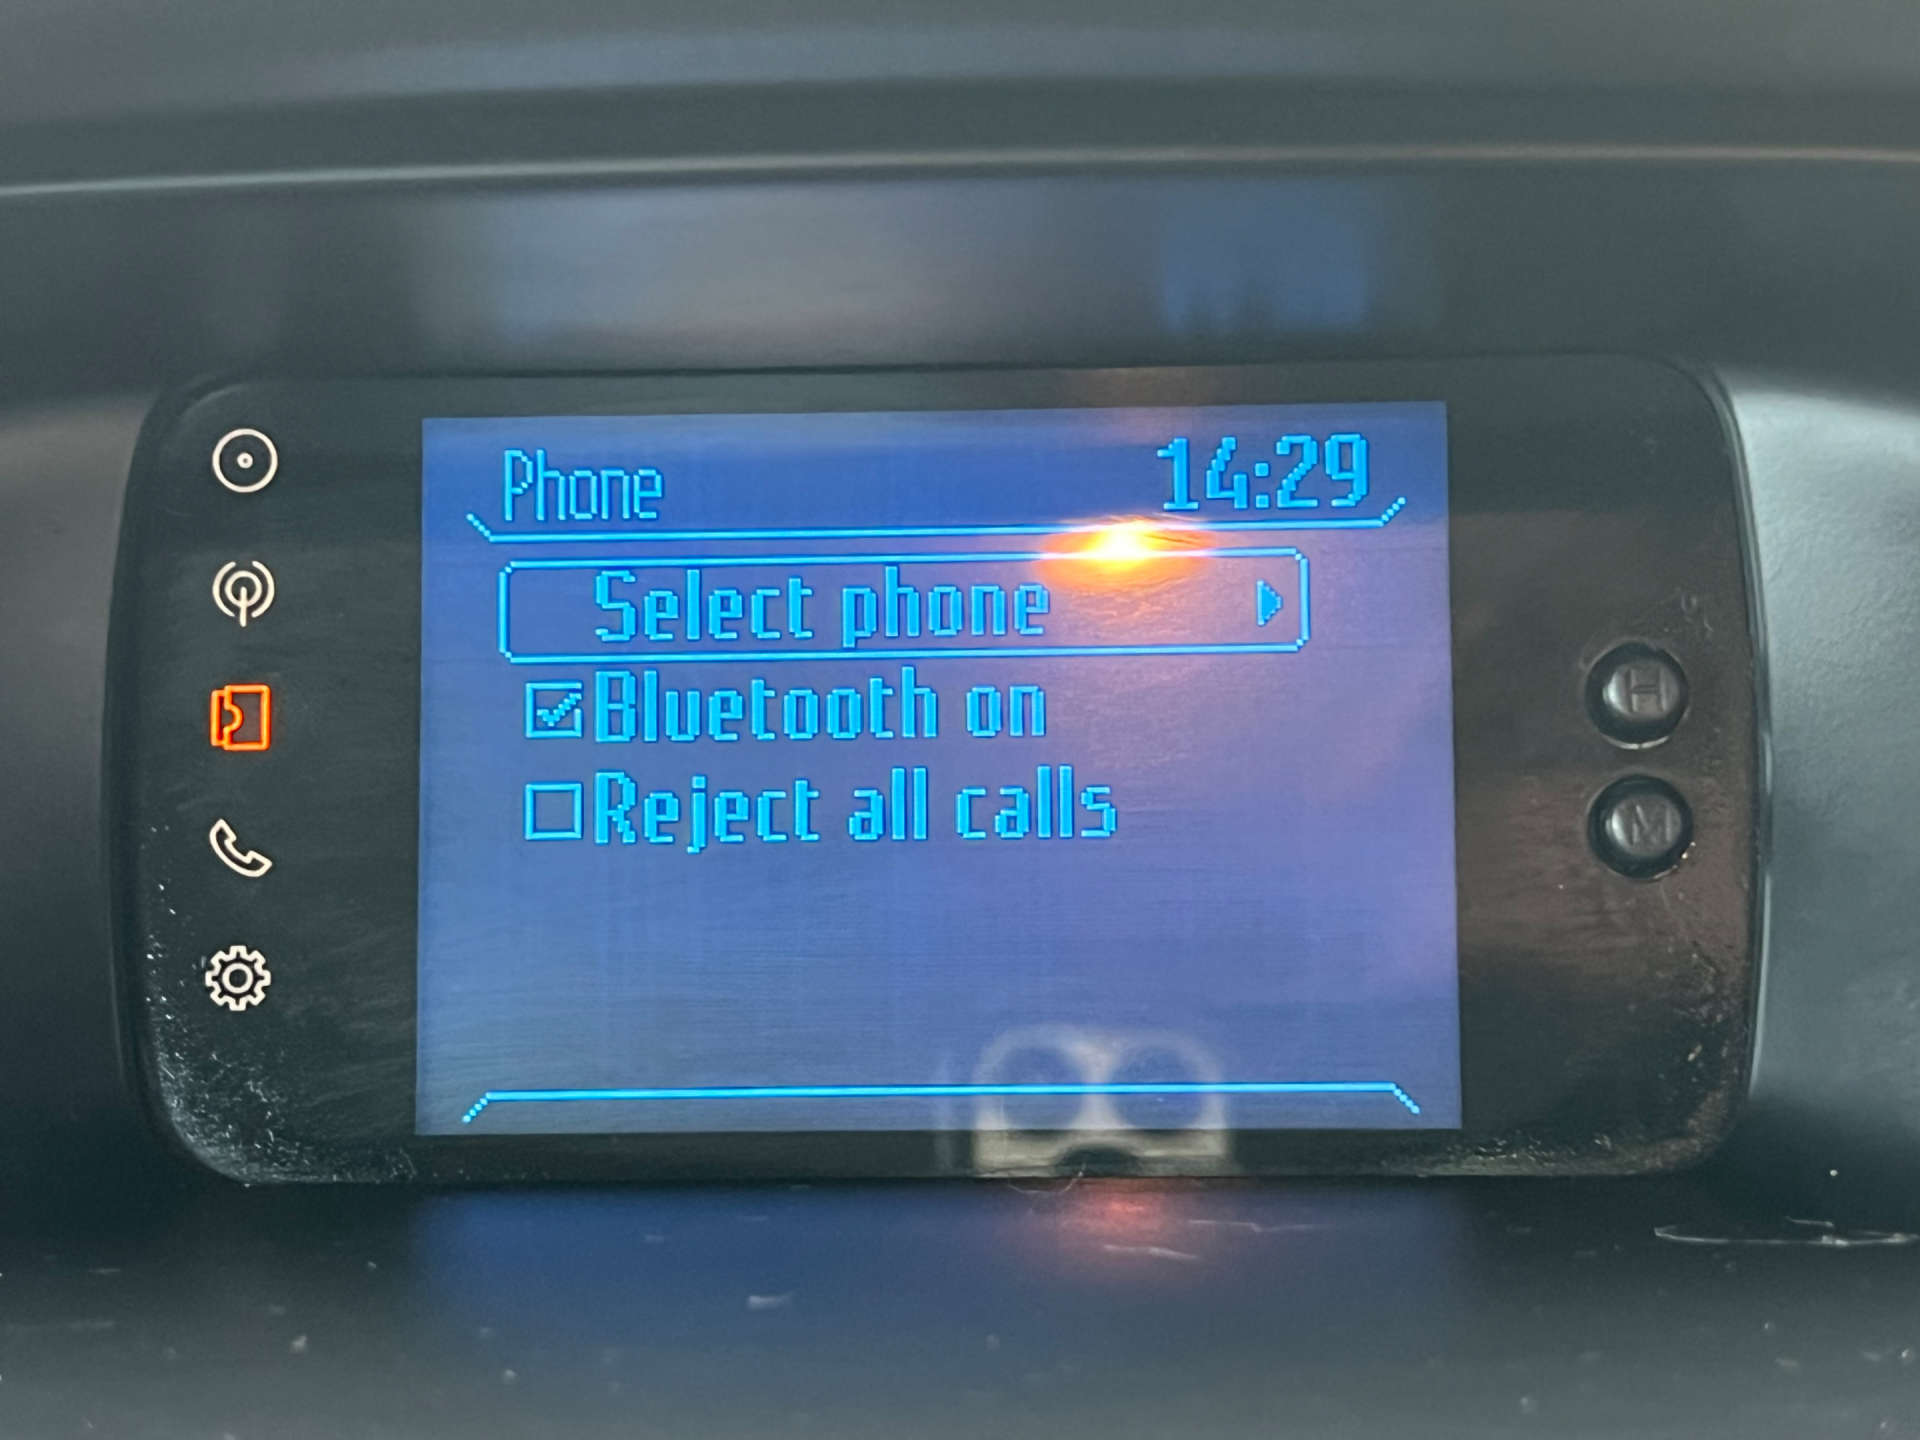 Phone 14:29
Select phone
Bluetooth on
Reject all calls
H
M